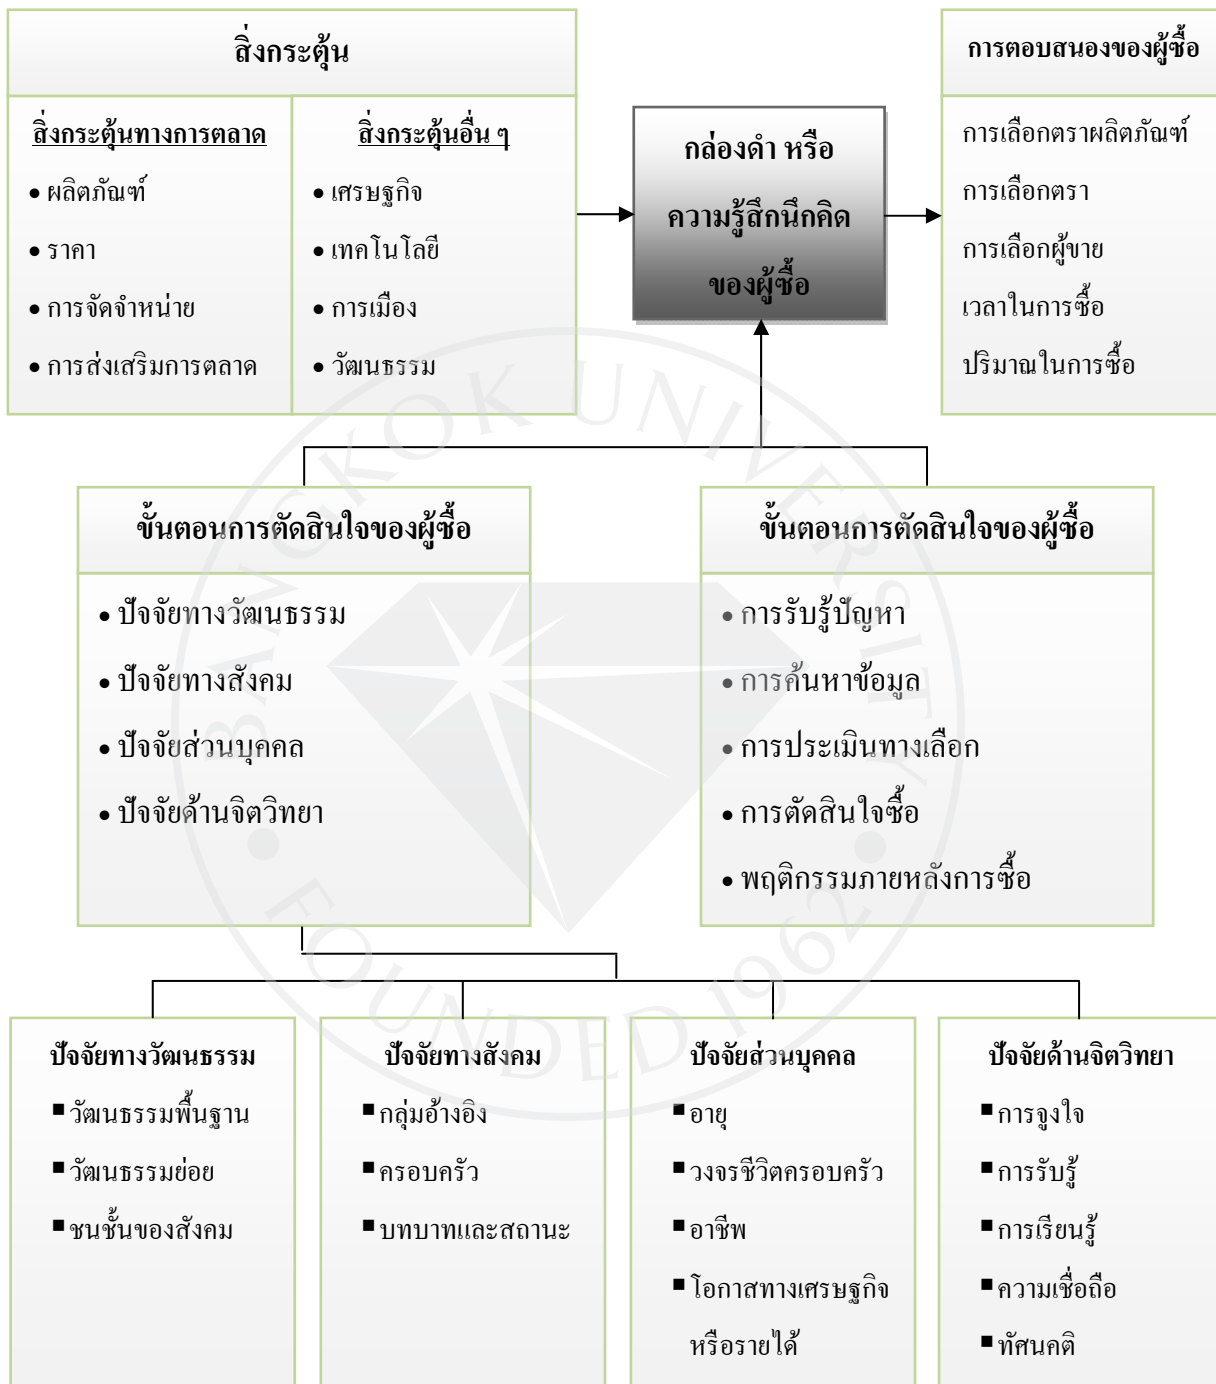 สิ่งกระตุ้น
สิ่งกระตุ้นทางการตลาด
• ผลิตภัณฑ์
• ราคา
• การจัดจำหน่าย
• การส่งเสริมการตลาด
สิ่งกระตุ้นอื่น ๆ
• เศรษฐกิจ
• เทคโนโลยี
• การเมือง
• วัฒนธรรม
กล่องดำ หรือ
ความรู้สึกนึกคิด
ของผู้ซื้อ
การตอบสนองของผู้ซื้อ
การเลือกตราผลิตภัณฑ์
การเลือกตรา
การเลือกผู้ขาย
เวลาในการซื้อ
ปริมาณในการซื้อ
ขั้นตอนการตัดสินใจของผู้ซื้อ
• ปัจจัยทางวัฒนธรรม
• ปัจจัยทางสังคม
• ปัจจัยส่วนบุคคล
• ปัจจัยด้านจิตวิทยา
ขั้นตอนการตัดสินใจของผู้ซื้อ
• การรับรู้ปัญหา
• การค้นหาข้อมูล
• การประเมินทางเลือก
• การตัดสินใจซื้อ
• พฤติกรรมภายหลังการซื้อ
ปัจจัยทางวัฒนธรรม
▪ วัฒนธรรมพื้นฐาน
▪ วัฒนธรรมย่อย
▪ ชนชั้นของสังคม
ปัจจัยทางสังคม
▪ กลุ่มอ้างอิง
▪ ครอบครัว
▪ บทบาทและสถานะ
ปัจจัยส่วนบุคคล
▪ อายุ
▪ วงจรชีวิตครอบครัว
▪ อาชีพ
▪ โอกาสทางเศรษฐกิจ
หรือรายได้
ปัจจัยด้านจิตวิทยา
▪ การจูงใจ
▪ การรับรู้
▪ การเรียนรู้
▪ ความเชื่อถือ
▪ ทัศนคติ
BANGKOK UNIVERSITY
FOUNDED 1962